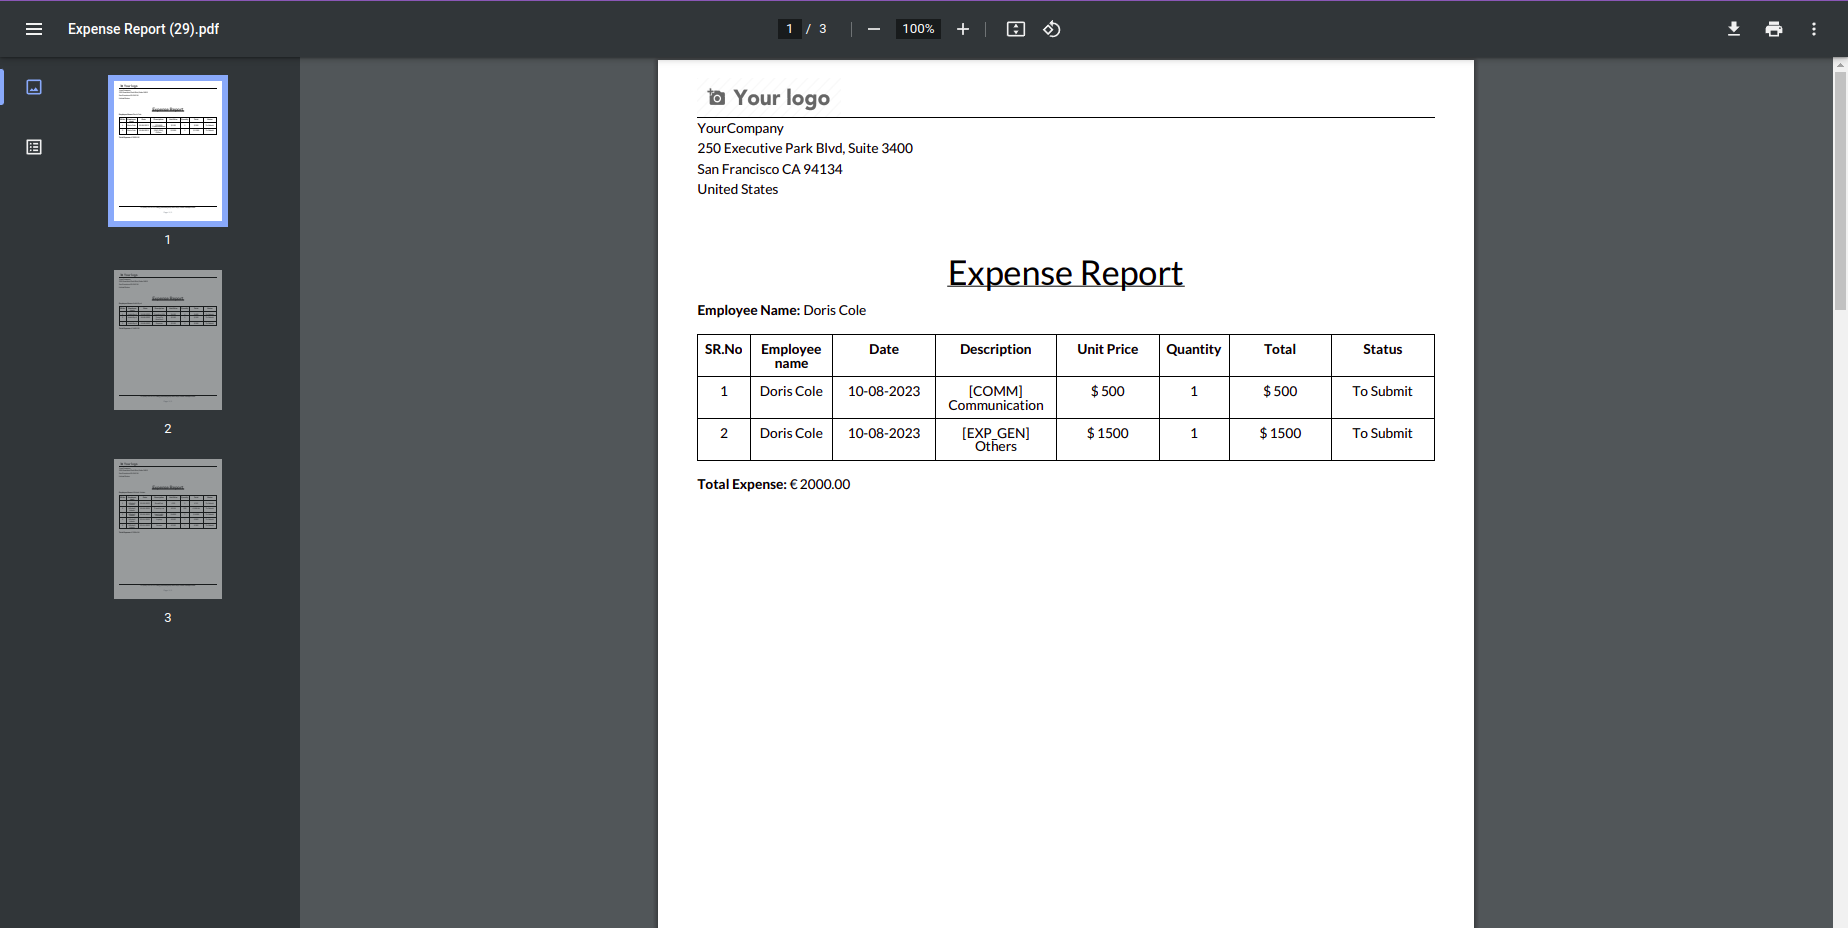 Expense Report (29).pdf
1 / 3
100%
1
2
3
Your logo
YourCompany
250 Executive Park Blvd, Suite 3400
San Francisco CA 94134
United States
Expense Report
Employee Name: Doris Cole
SR.No Employee name Date Description Unit Price Quantity Total Status
1 Doris Cole 10-08-2023 [COMM] Communication $ 500 1 $ 500 To Submit
2 Doris Cole 10-08-2023 [EXP_GEN] Others $ 1500 1 $ 1500 To Submit
Total Expense: € 2000.00